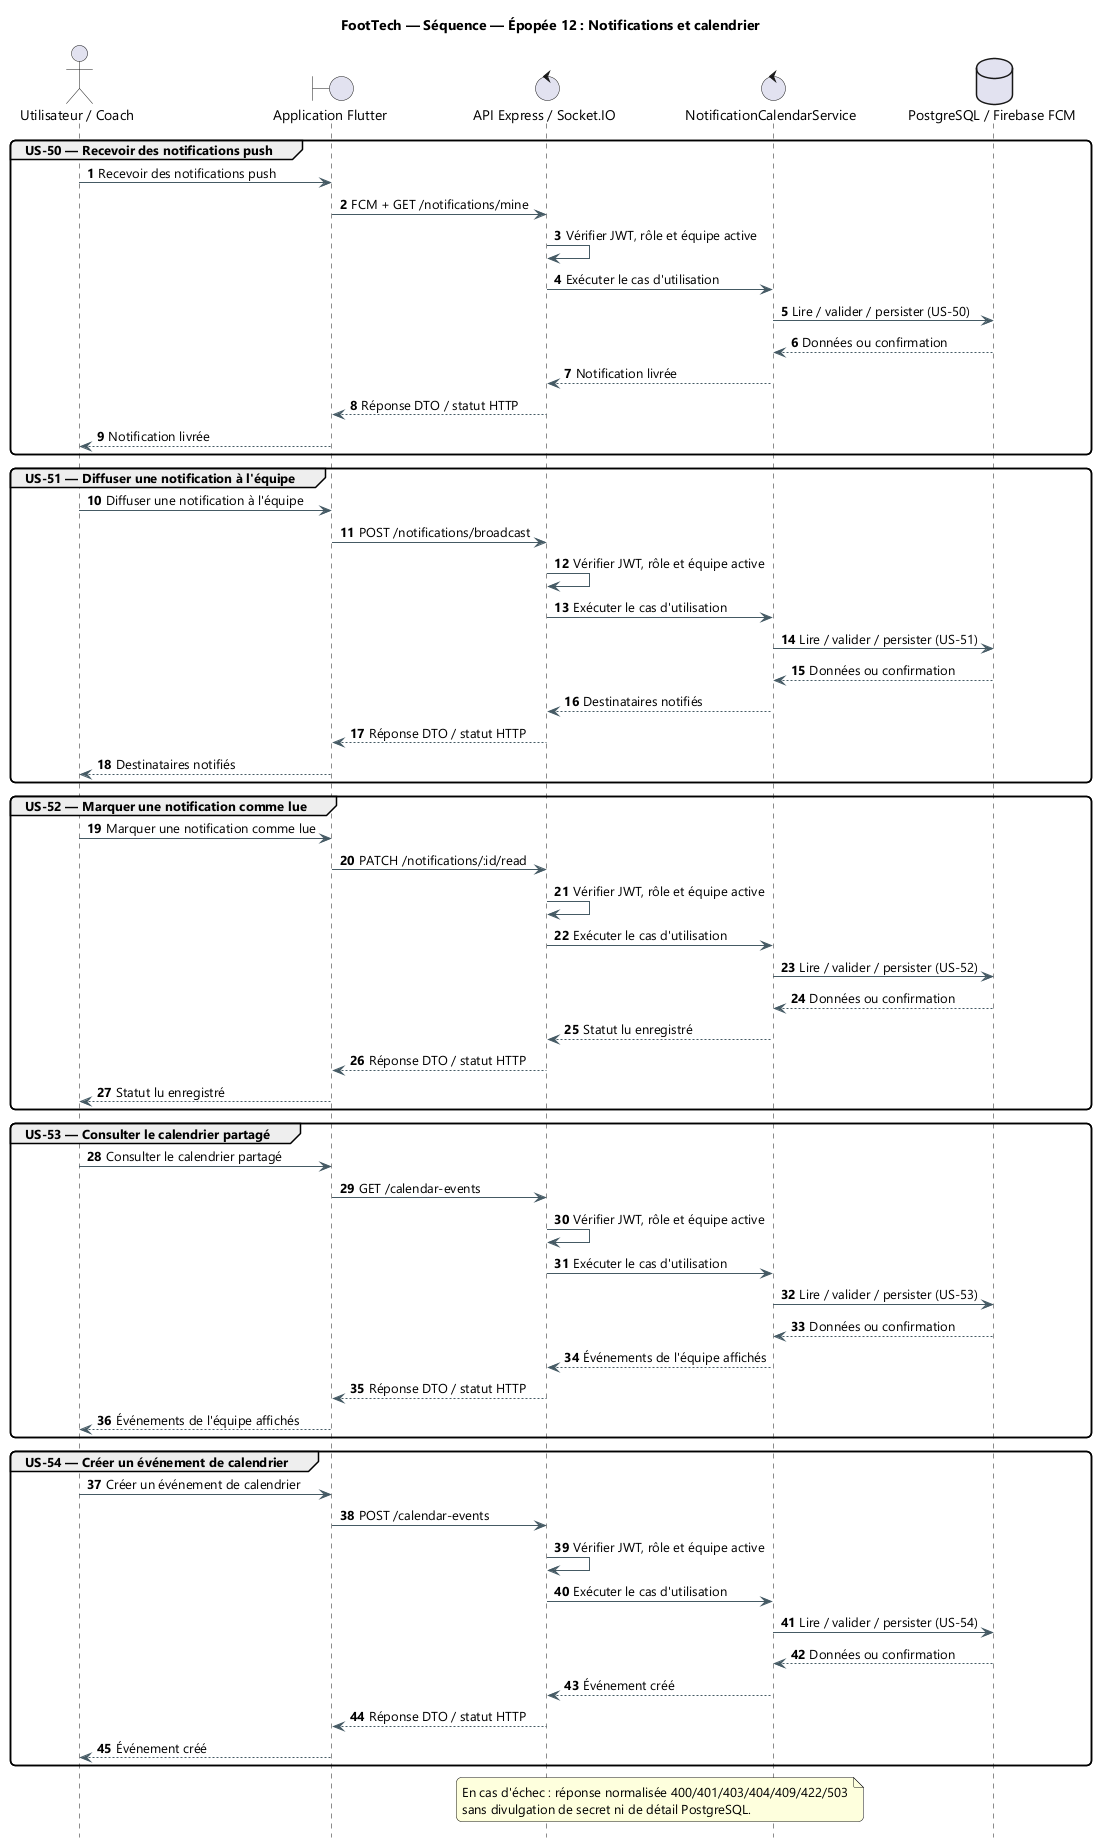 FootTech — Séquence — Épopée 12 : Notifications et calendrier
Utilisateur / Coach
Application Flutter
API Express / Socket.IO
NotificationCalendarService
PostgreSQL / Firebase FCM
US-50 — Recevoir des notifications push
1 Recevoir des notifications push
2 FCM + GET /notifications/mine
3 Vérifier JWT, rôle et équipe active
4 Exécuter le cas d'utilisation
5 Lire / valider / persister (US-50)
6 Données ou confirmation
7 Notification livrée
8 Réponse DTO / statut HTTP
9 Notification livrée
US-51 — Diffuser une notification à l'équipe
10 Diffuser une notification à l'équipe
11 POST /notifications/broadcast
12 Vérifier JWT, rôle et équipe active
13 Exécuter le cas d'utilisation
14 Lire / valider / persister (US-51)
15 Données ou confirmation
16 Destinataires notifiés
17 Réponse DTO / statut HTTP
18 Destinataires notifiés
US-52 — Marquer une notification comme lue
19 Marquer une notification comme lue
20 PATCH /notifications/:id/read
21 Vérifier JWT, rôle et équipe active
22 Exécuter le cas d'utilisation
23 Lire / valider / persister (US-52)
24 Données ou confirmation
25 Statut lu enregistré
26 Réponse DTO / statut HTTP
27 Statut lu enregistré
US-53 — Consulter le calendrier partagé
28 Consulter le calendrier partagé
29 GET /calendar-events
30 Vérifier JWT, rôle et équipe active
31 Exécuter le cas d'utilisation
32 Lire / valider / persister (US-53)
33 Données ou confirmation
34 Événements de l'équipe affichés
35 Réponse DTO / statut HTTP
36 Événements de l'équipe affichés
US-54 — Créer un événement de calendrier
37 Créer un événement de calendrier
38 POST /calendar-events
39 Vérifier JWT, rôle et équipe active
40 Exécuter le cas d'utilisation
41 Lire / valider / persister (US-54)
42 Données ou confirmation
43 Événement créé
44 Réponse DTO / statut HTTP
45 Événement créé
En cas d'échec : réponse normalisée 400/401/403/404/409/422/503
sans divulgation de secret ni de détail PostgreSQL.